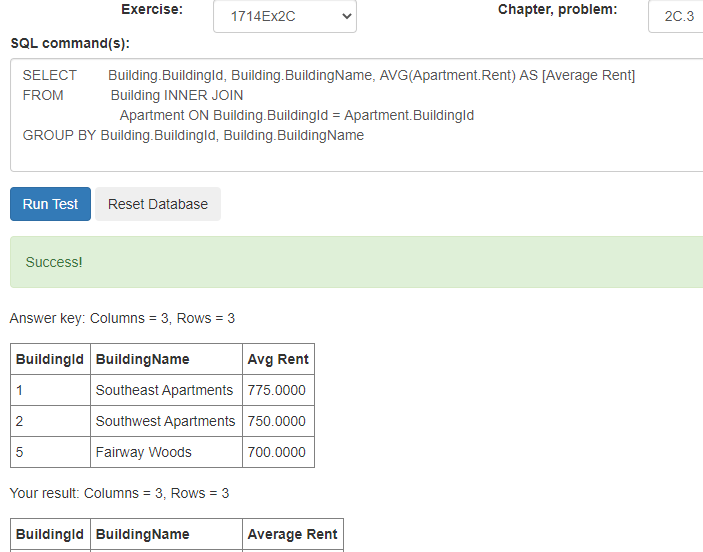 Exercise: 1714Ex2C Chapter, problem: 2C.3
SQL command(s):
SELECT Building.BuildingId, Building.BuildingName, AVG(Apartment.Rent) AS [Average Rent]
FROM Building INNER JOIN
Apartment ON Building.BuildingId = Apartment.BuildingId
GROUP BY Building.BuildingId, Building.BuildingName
Run Test Reset Database
Success!
Answer key: Columns = 3, Rows = 3
BuildingId BuildingName Avg Rent
1 Southeast Apartments 775.0000
2 Southwest Apartments 750.0000
5 Fairway Woods 700.0000
Your result: Columns = 3, Rows = 3
BuildingId BuildingName Average Rent